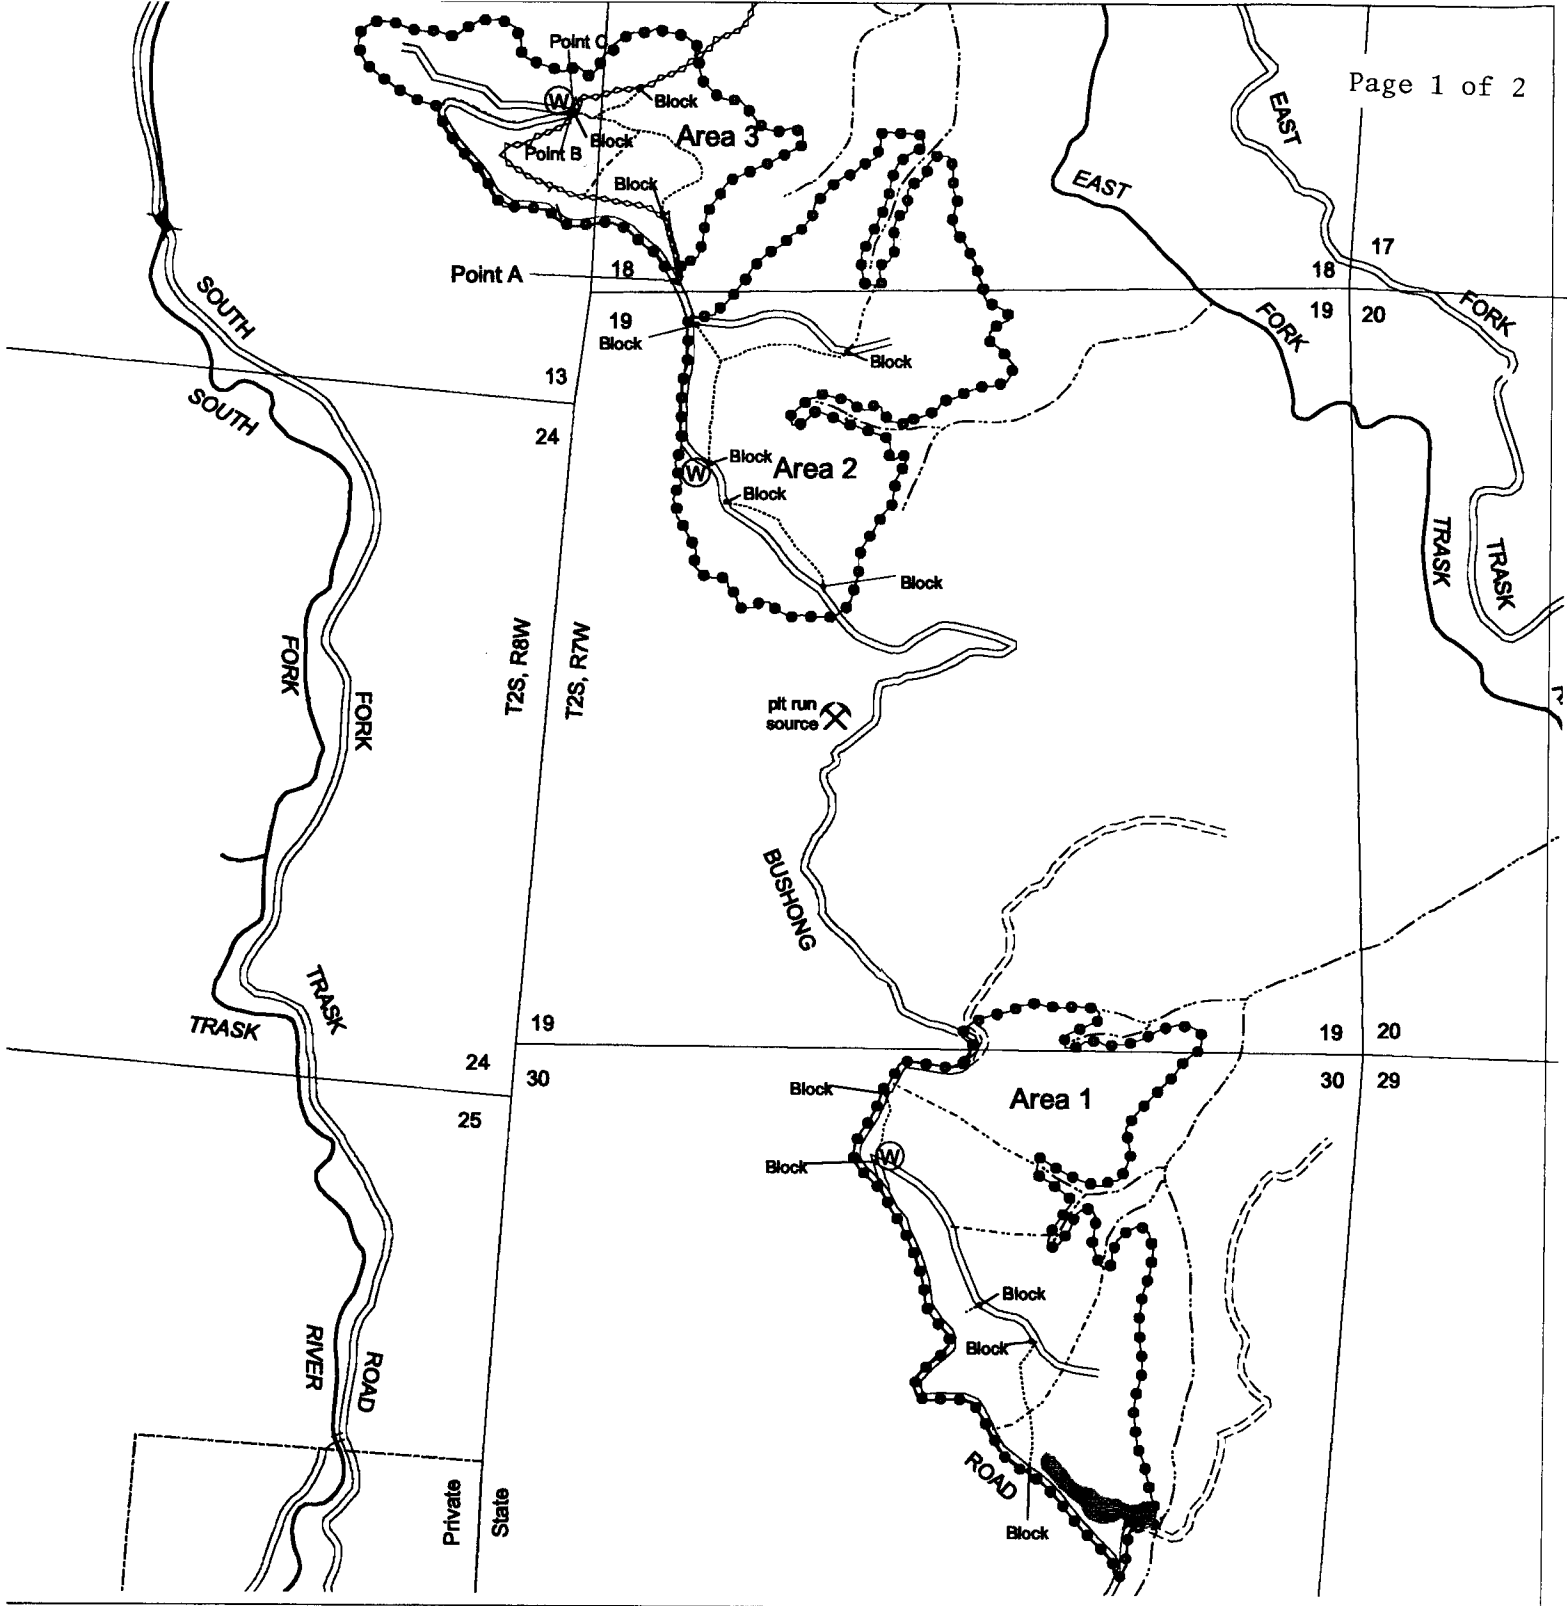 Page 1 of 2
Point C
W
Block
EAST
Block
Area 3
Point B
Block
EAST
17
Point A
18
18
SOUTH
FORK
19
19
20
FORK
Block
Block
13
SOUTH
24
Block
Area 2
W
Block
TRASK
TRASK
Block
FORK
T2S, R8W
T2S, R7W
FORK
pit run
source
BUSHONG
TRASK
TRASK
19
19
20
24
30
30
29
Block
Area 1
25
W
Block
Block
RIVER
ROAD
Block
ROAD
Private
State
Block